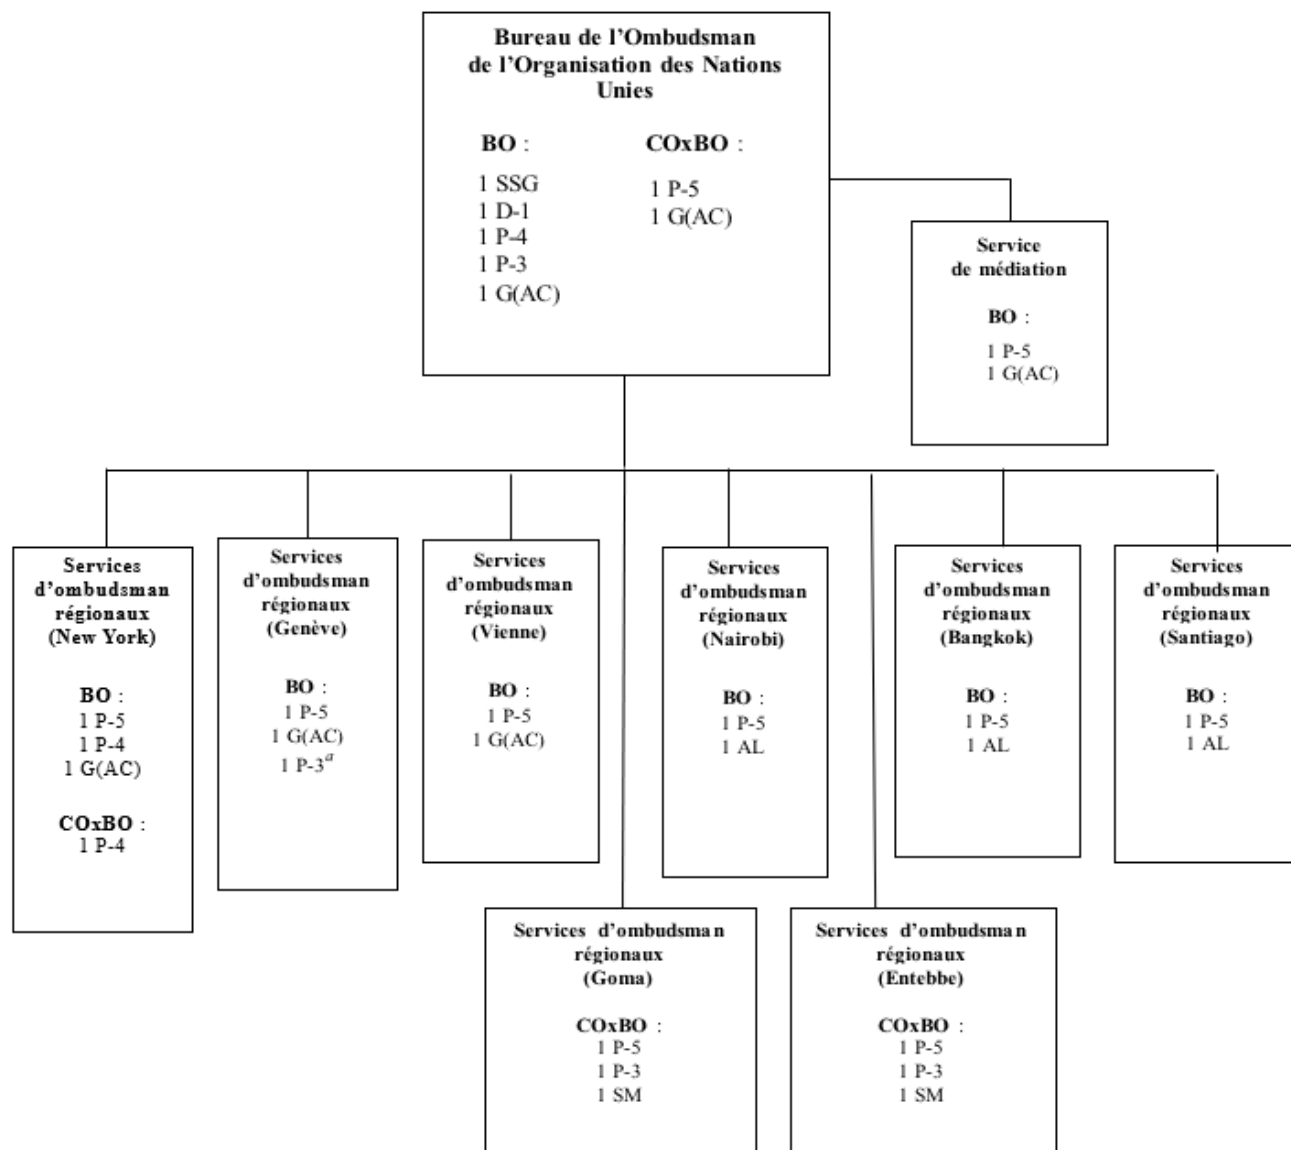 Bureau de l'Ombudsman
de l'Organisation des Nations
Unies
BO :
1 SSG
1 D-1
1 P-4
1 P-3
1 G(AC)
COxBO :
1 P-5
1 G(AC)
Service
de médiation
BO :
1 P-5
1 G(AC)
Services
d'ombudsman
régionaux
(New York)
BO :
1 P-5
1 P-4
1 G(AC)
COxBO :
1 P-4
Services
d'ombudsman
régionaux
(Genève)
BO :
1 P-5
1 G(AC)
1 P-3a
Services
d'ombudsman
régionaux
(Vienne)
BO :
1 P-5
1 G(AC)
Services
d'ombudsman
régionaux
(Nairobi)
BO :
1 P-5
1 AL
Services
d'ombudsman
régionaux
(Bangkok)
BO :
1 P-5
1 AL
Services
d'ombudsman
régionaux
(Santiago)
BO :
1 P-5
1 AL
Services d'ombudsman
régionaux
(Goma)
COxBO :
1 P-5
1 P-3
1 SM
Services d'ombudsman
régionaux
(Entebbe)
COxBO :
1 P-5
1 P-3
1 SM